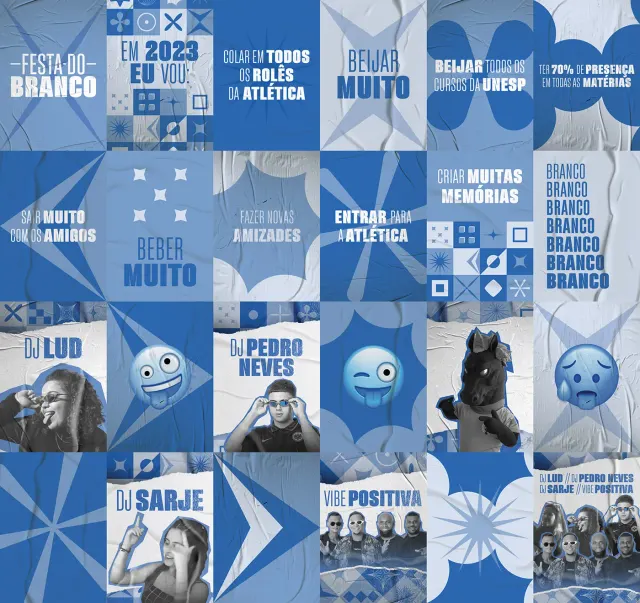 FESTA DO
BRANCO
EM 2023
EU VOU:
COLAR EM TODOS
OS ROLÊS
DA ATLÉTICA
BEIJAR
MUITO
BEIJAR TODOS OS
CURSOS DA UNESP
TER 70% DE PRESENÇA
EM TODAS AS MATÉRIAS
SAIR MUITO
COM OS AMIGOS
BEBER
MUITO
FAZER NOVAS
AMIZADES
ENTRAR PARA
A ATLÉTICA
CRIAR MUITAS
MEMÓRIAS
BRANCO
BRANCO
BRANCO
BRANCO
BRANCO
BRANCO
BRANCO
DJ LUD
DJ PEDRO
NEVES
DJ SARJE
VIBE POSITIVA
DJ LUD // DJ PEDRO NEVES
DJ SARJE // VIBE POSITIVA